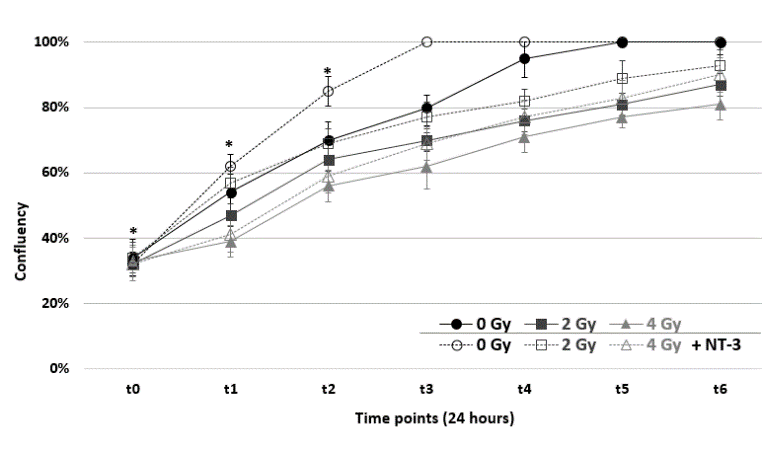 100%
80%
60%
40%
20%
0%
Confluency
*
*
*
0 Gy 2 Gy 4 Gy
0 Gy 2 Gy 4 Gy + NT-3
t0 t1 t2 t3 t4 t5 t6
Time points (24 hours)